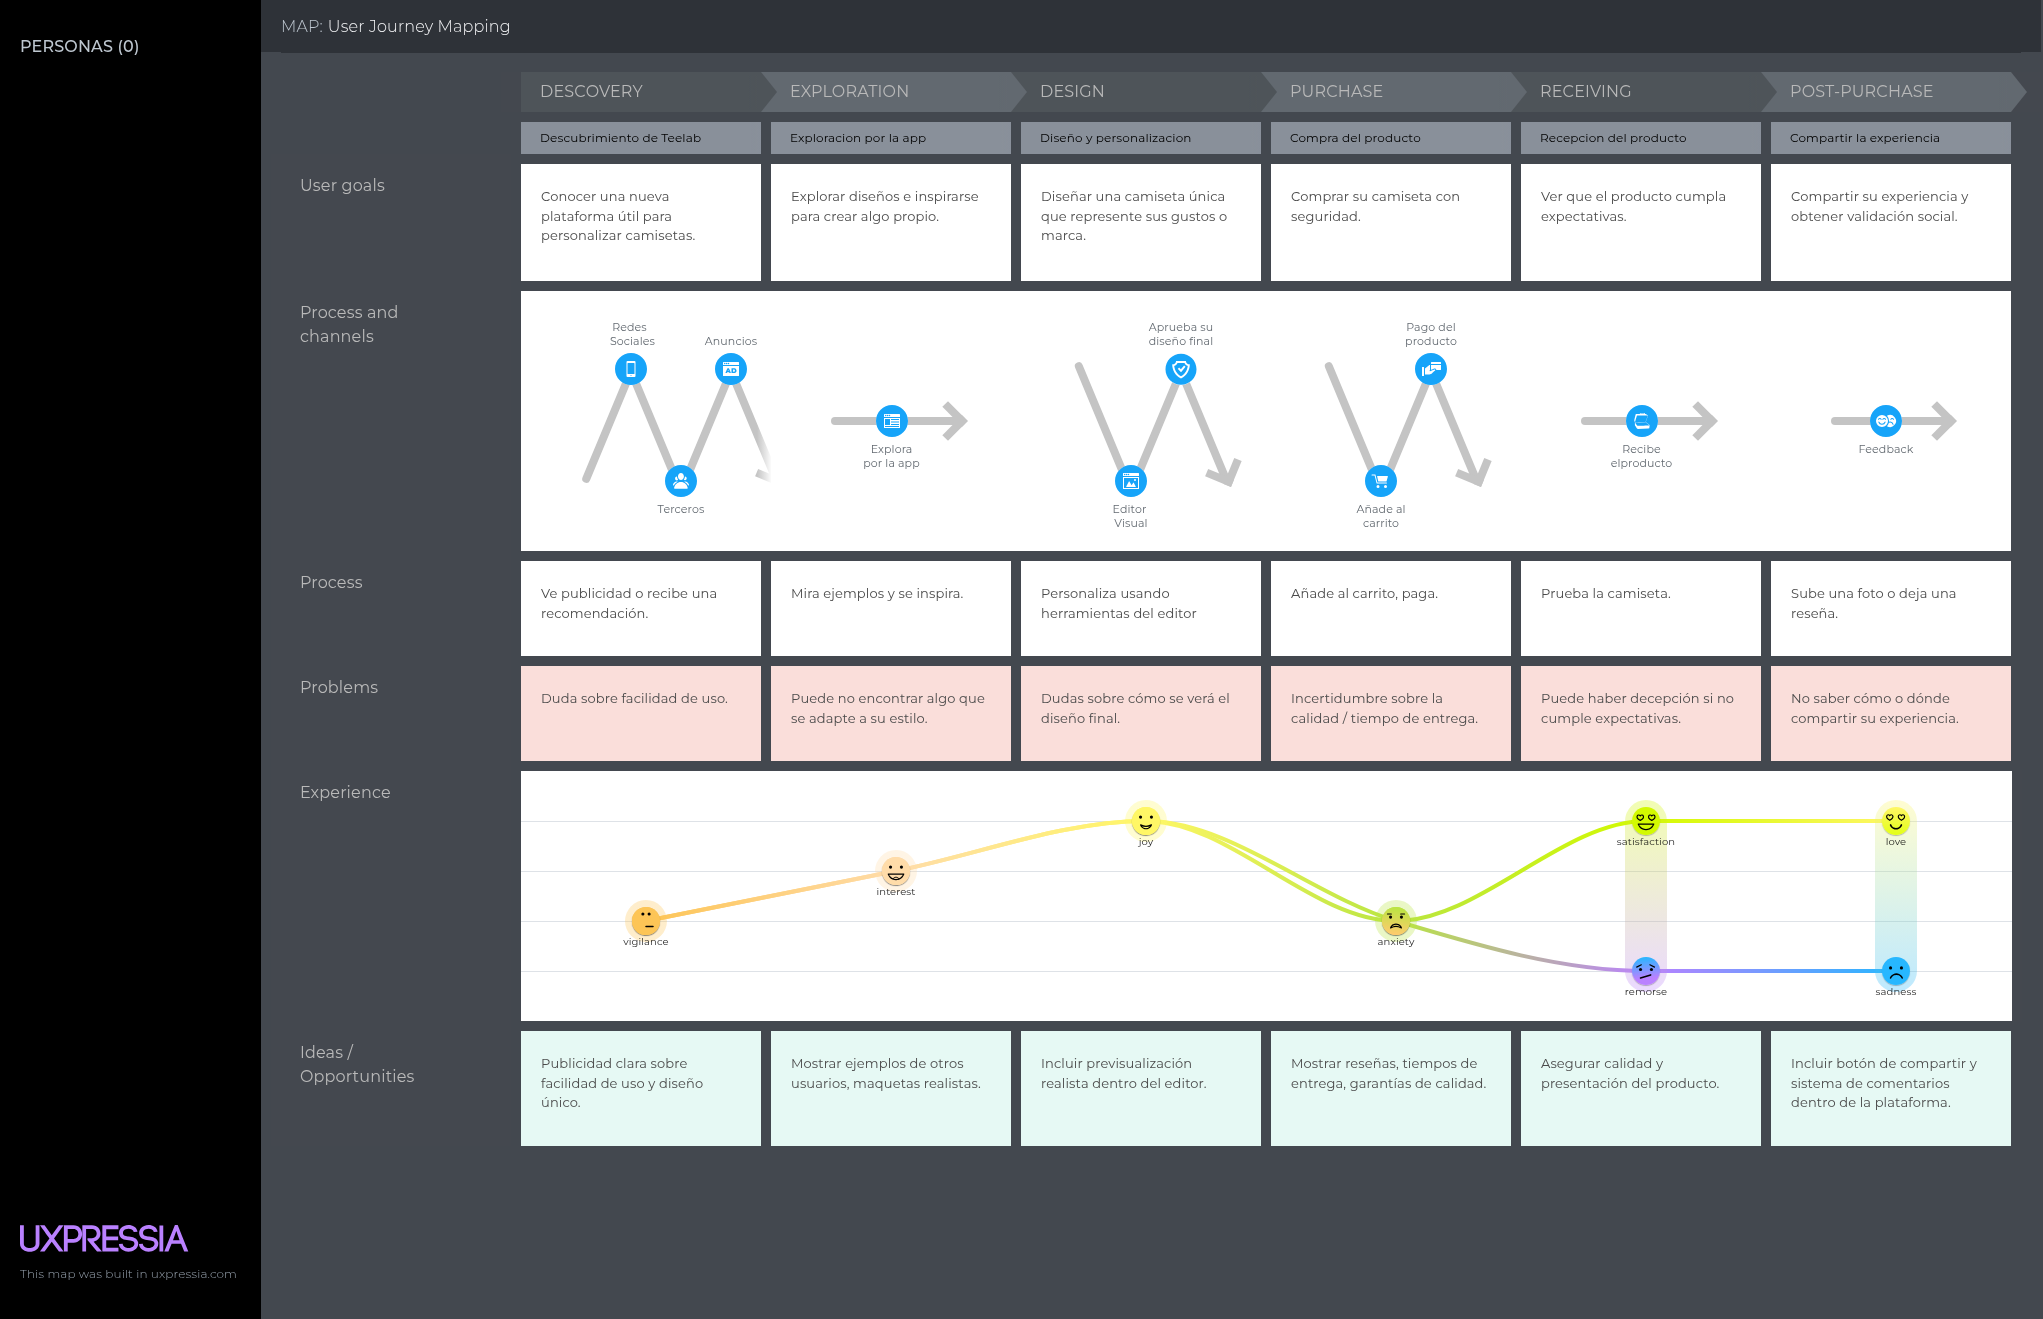 PERSONAS (0)
MAP: User Journey Mapping
DESCOVERY
EXPLORATION
DESIGN
PURCHASE
RECEIVING
POST-PURCHASE
Descubrimiento de Teelab
Exploracion por la app
Diseño y personalizacion
Compra del producto
Recepcion del producto
Compartir la experiencia
User goals
Conocer una nueva
plataforma útil para
personalizar camisetas.
Explorar diseños e inspirarse
para crear algo propio.
Diseñar una camiseta única
que represente sus gustos o
marca.
Comprar su camiseta con
seguridad.
Ver que el producto cumpla
expectativas.
Compartir su experiencia y
obtener validación social.
Process and
channels
Redes
Sociales
Anuncios
AD
Terceros
Explora
por la app
Aprueba su
diseño final
Editor
Visual
Pago del
producto
Añade al
carrito
Recibe
elproducto
Feedback
Process
Ve publicidad o recibe una
recomendación.
Mira ejemplos y se inspira.
Personaliza usando
herramientas del editor
Añade al carrito, paga.
Prueba la camiseta.
Sube una foto o deja una
reseña.
Problems
Duda sobre facilidad de uso.
Puede no encontrar algo que
se adapte a su estilo.
Dudas sobre cómo se verá el
diseño final.
Incertidumbre sobre la
calidad / tiempo de entrega.
Puede haber decepción si no
cumple expectativas.
No saber cómo o dónde
compartir su experiencia.
Experience
vigilance
interest
joy
anxiety
satisfaction
remorse
love
sadness
Ideas /
Opportunities
Publicidad clara sobre
facilidad de uso y diseño
único.
Mostrar ejemplos de otros
usuarios, maquetas realistas.
Incluir previsualización
realista dentro del editor.
Mostrar reseñas, tiempos de
entrega, garantías de calidad.
Asegurar calidad y
presentación del producto.
Incluir botón de compartir y
sistema de comentarios
dentro de la plataforma.
UXPRESSIA
This map was built in uxpressia.com